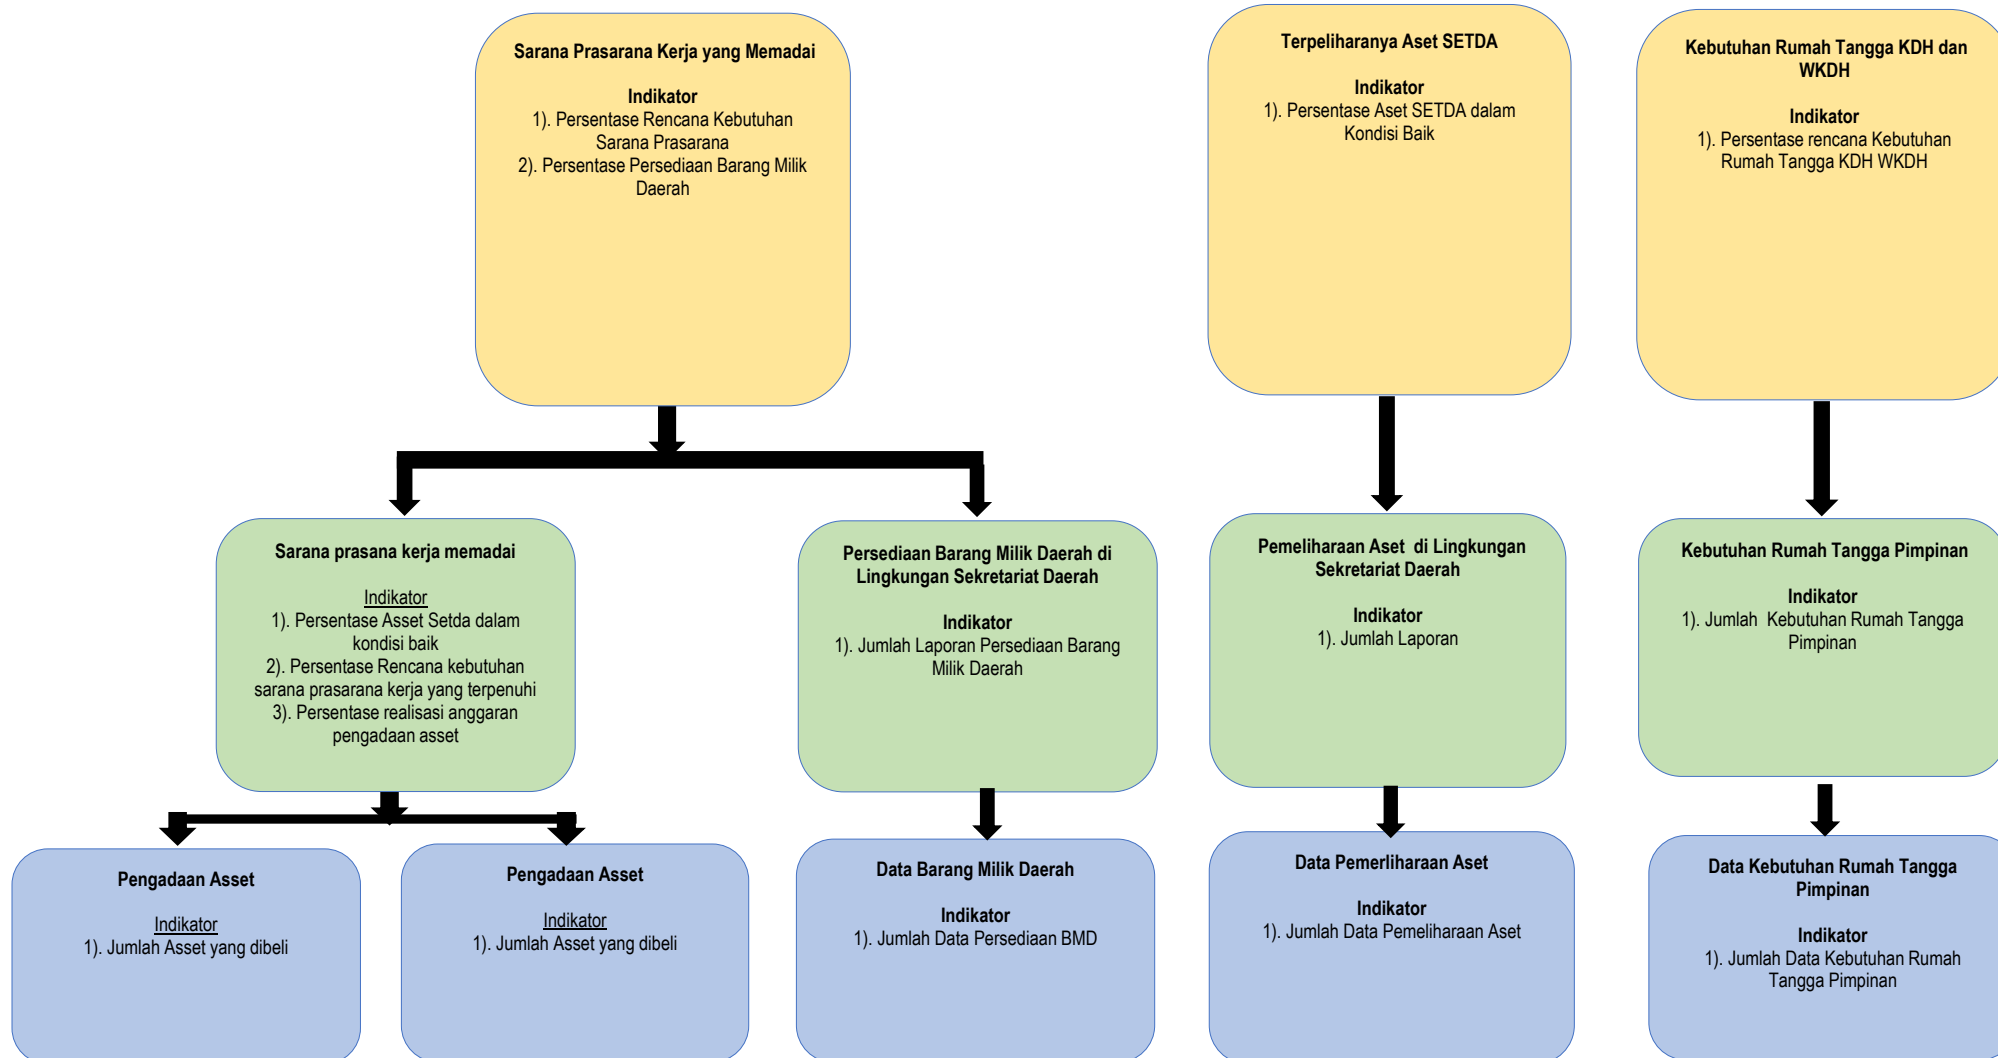 Sarana Prasarana Kerja yang Memadai
Indikator
1). Persentase Rencana Kebutuhan
Sarana Prasarana
2). Persentase Persediaan Barang Milik
Daerah
Terpeliharanya Aset SETDA
Indikator
1). Persentase Aset SETDA dalam
Kondisi Baik
Kebutuhan Rumah Tangga KDH dan
WKDH
Indikator
1). Persentase rencana Kebutuhan
Rumah Tangga KDH WKDH
Sarana prasana kerja memadai
Indikator
1). Persentase Asset Setda dalam
kondisi baik
2). Persentase Rencana kebutuhan
sarana prasarana kerja yang terpenuhi
3). Persentase realisasi anggaran
pengadaan asset
Persediaan Barang Milik Daerah di
Lingkungan Sekretariat Daerah
Indikator
1). Jumlah Laporan Persediaan Barang
Milik Daerah
Pemeliharaan Aset di Lingkungan
Sekretariat Daerah
Indikator
1). Jumlah Laporan
Kebutuhan Rumah Tangga Pimpinan
Indikator
1). Jumlah Kebutuhan Rumah Tangga
Pimpinan
Pengadaan Asset
Indikator
1). Jumlah Asset yang dibeli
Pengadaan Asset
Indikator
1). Jumlah Asset yang dibeli
Data Barang Milik Daerah
Indikator
1). Jumlah Data Persediaan BMD
Data Pemerliharaan Aset
Indikator
1). Jumlah Data Pemeliharaan Aset
Data Kebutuhan Rumah Tangga
Pimpinan
Indikator
1). Jumlah Data Kebutuhan Rumah
Tangga Pimpinan